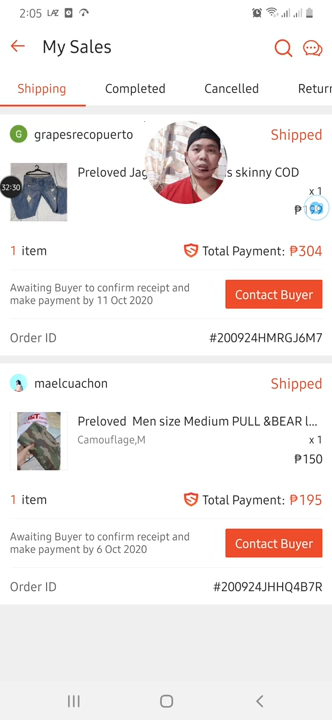 2:05 LAZ
My Sales
Shipping Completed Cancelled Return
G grapesrecopuerto Shipped
Preloved Jag s skinny COD
32:30
x 1
₱1
1 item Total Payment: ₱304
Awaiting Buyer to confirm receipt and
make payment by 11 Oct 2020
Contact Buyer
Order ID #200924HMRGJ6M7
maelcuachon Shipped
Preloved Men size Medium PULL &BEAR l...
Camouflage,M x 1
₱150
1 item Total Payment: ₱195
Awaiting Buyer to confirm receipt and
make payment by 6 Oct 2020
Contact Buyer
Order ID #200924JHHQ4B7R